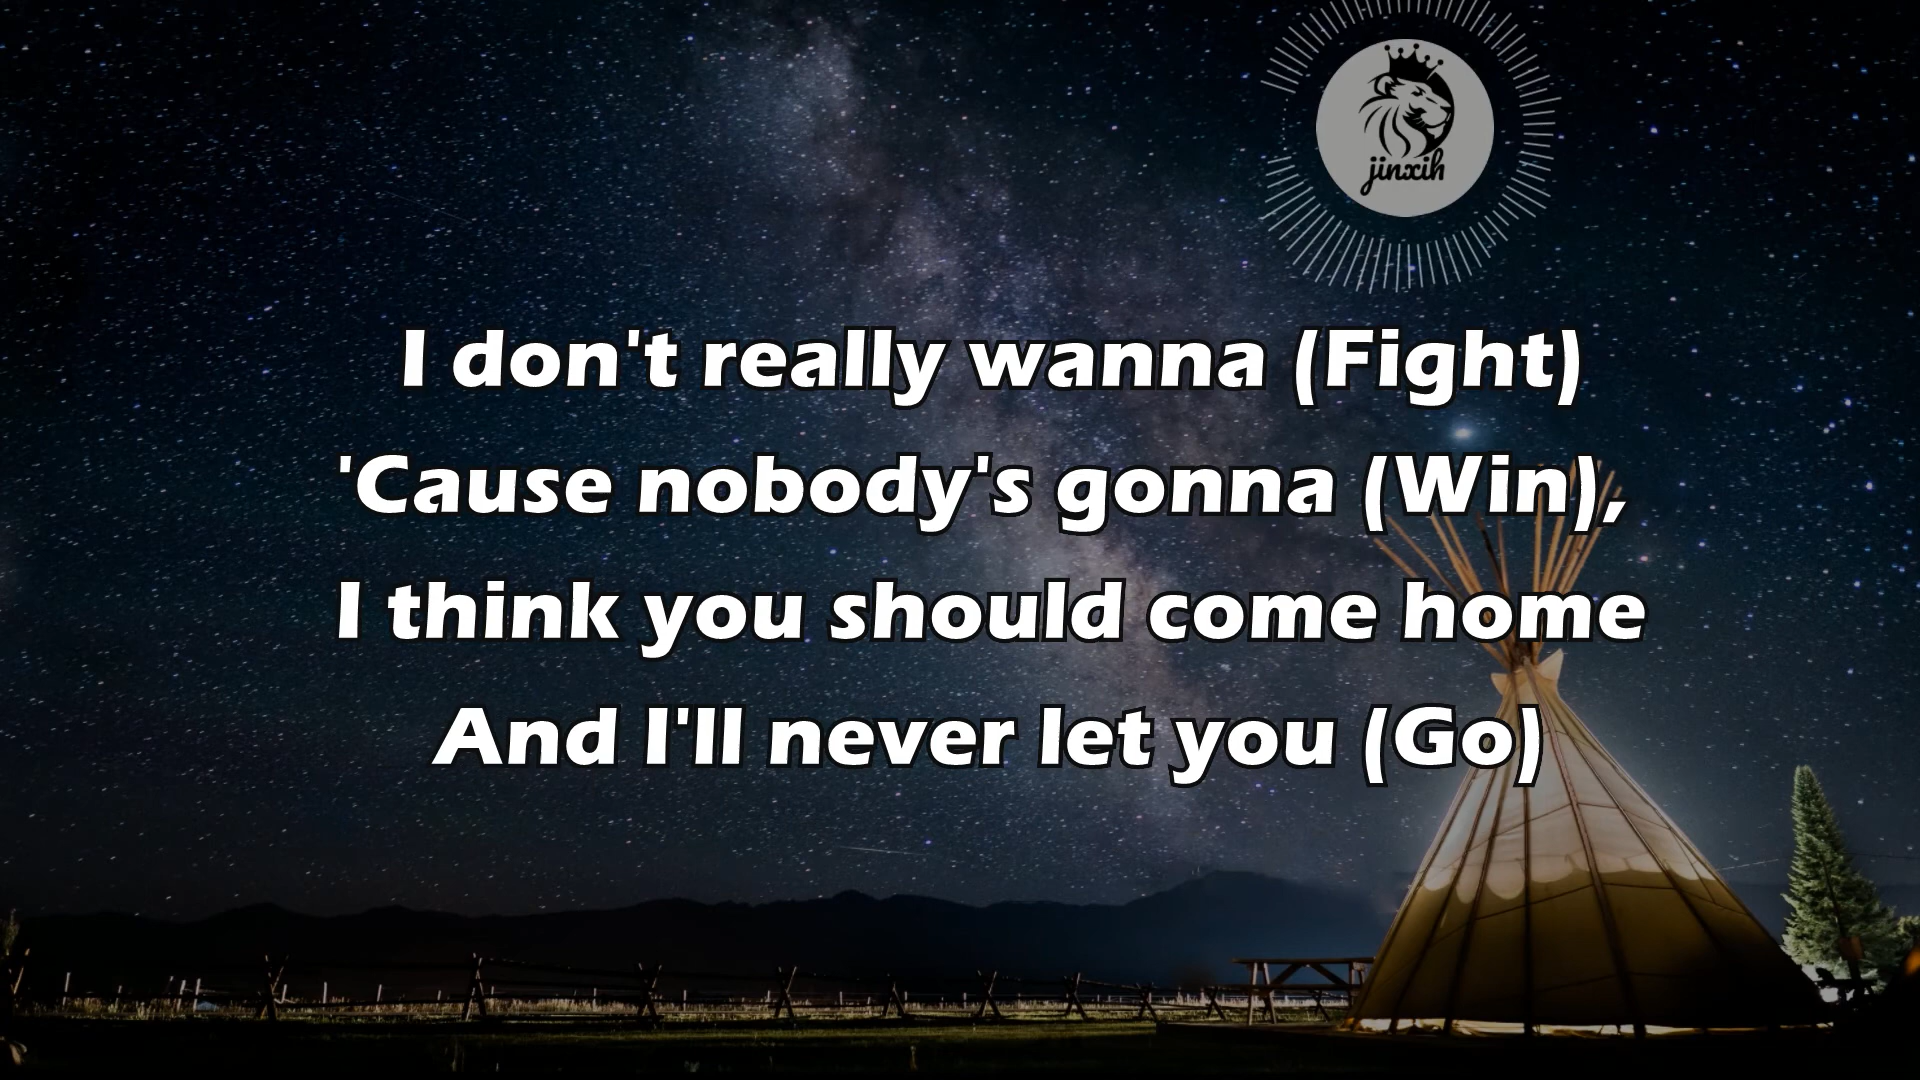 jinxih
I don't really wanna (Fight)
'Cause nobody's gonna (Win),
I think you should come home
And I'll never let you (Go)